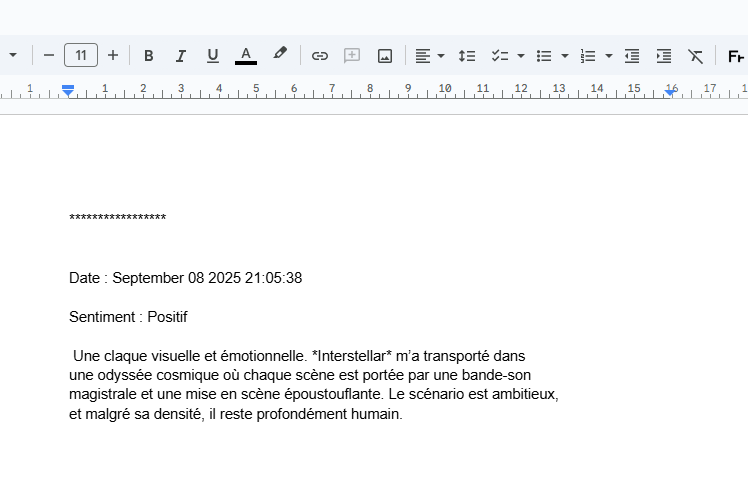 11
B I U A
1 1 2 3 4 5 6 7 8 9 10 11 12 13 14 15 16 17 1
*****************
Date : September 08 2025 21:05:38
Sentiment : Positif
Une claque visuelle et émotionnelle. *Interstellar* m’a transporté dans
une odyssée cosmique où chaque scène est portée par une bande-son
magistrale et une mise en scène époustouflante. Le scénario est ambitieux,
et malgré sa densité, il reste profondément humain.